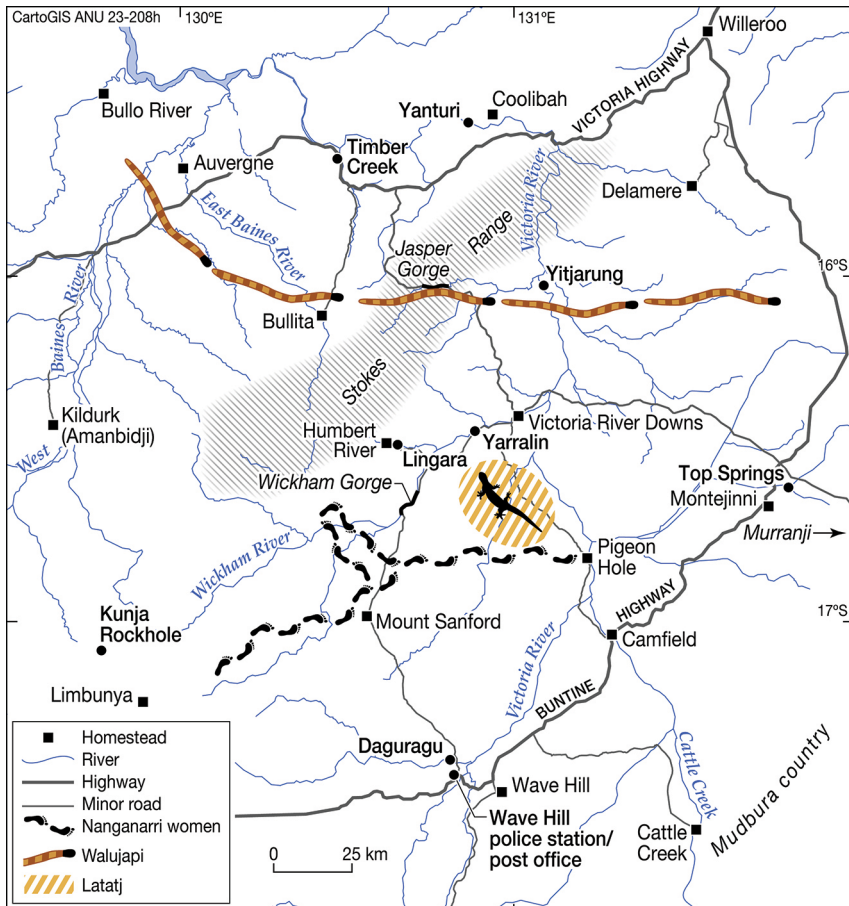 CartoGIS ANU 23-208h
130°E
131°E
Willeroo
Bullo River
Yanturi
Coolibah
VICTORIA HIGHWAY
Timber
Creek
Auvergne
Delamere
East Baines
River
Victoria River
Range
Jasper
Gorge
16°S
Yitjarung
Bullita
Baines River
Stokes
Kildurk
(Amanbidji)
West
Victoria River Downs
Humbert
River
Yarralin
Lingara
Wickham Gorge
Top Springs
Montejinni
Murranji
Wickham River
Pigeon
Hole
HIGHWAY
Kunja
Rockhole
Mount Sanford
17°S
Camfield
Victoria River
Limbunya
BUNTINE
Homestead
River
Highway
Minor road
Nanganarri women
Walujapi
Latatj
Daguragu
Cattle Creek
Mudbura country
Wave Hill
Wave Hill
police station/
post office
Cattle
Creek
0 25 km